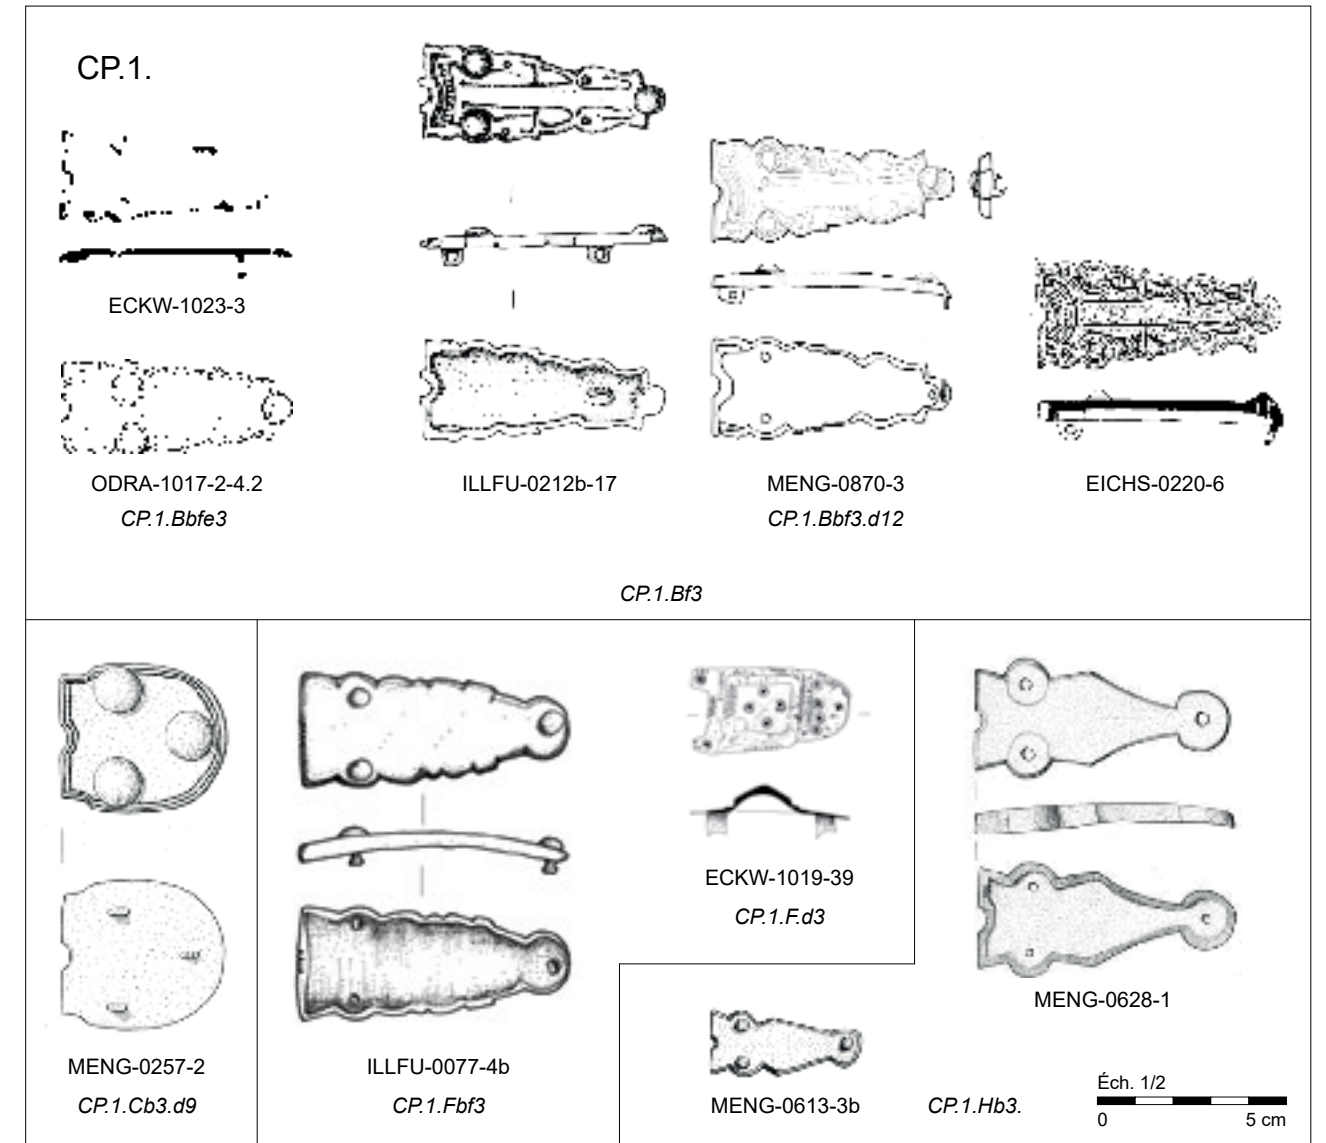 CP.1.
ECKW-1023-3
ODRA-1017-2-4.2
CP.1.Bbfe3
ILLFU-0212b-17
MENG-0870-3
CP.1.Bbf3.d12
EICHS-0220-6
CP.1.Bf3
MENG-0257-2
CP.1.Cb3.d9
ILLFU-0077-4b
CP.1.Fbf3
ECKW-1019-39
CP.1.F.d3
MENG-0628-1
MENG-0613-3b
CP.1.Hb3.
Éch. 1/2
0 5 cm